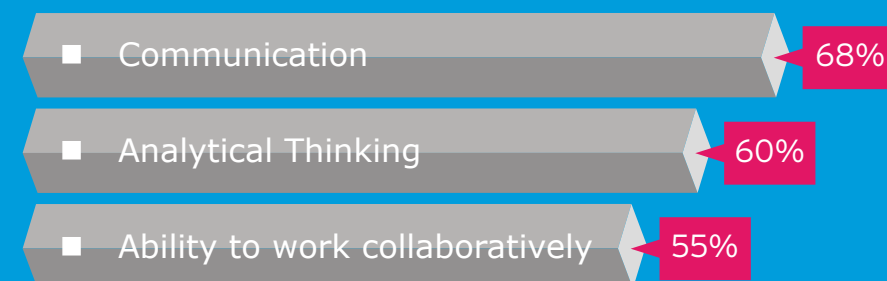 Communication 68%
Analytical Thinking 60%
Ability to work collaboratively 55%